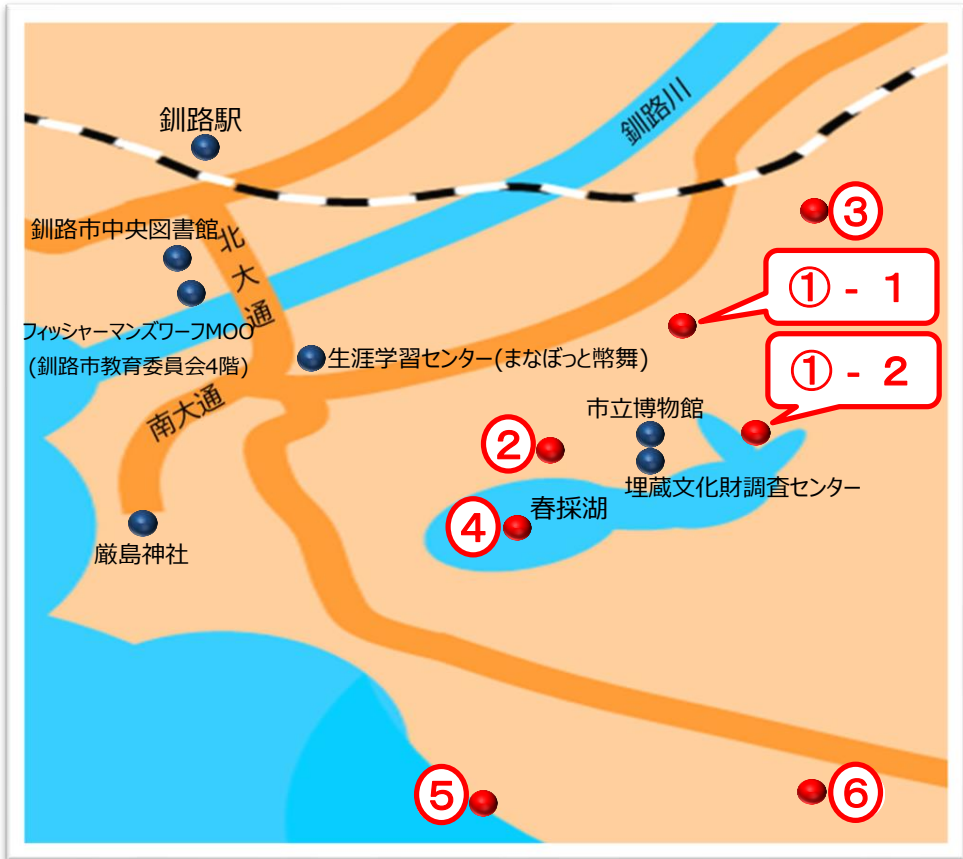 釧路駅
釧路川
③
釧路市中央図書館
北大通
① - 1
フィッシャーマンズワーフMOO
(釧路市教育委員会4階)
生涯学習センター(まなぼっと幣舞)
① - 2
南大通
市立博物館
②
埋蔵文化財調査センター
春採湖
④
厳島神社
⑤
⑥